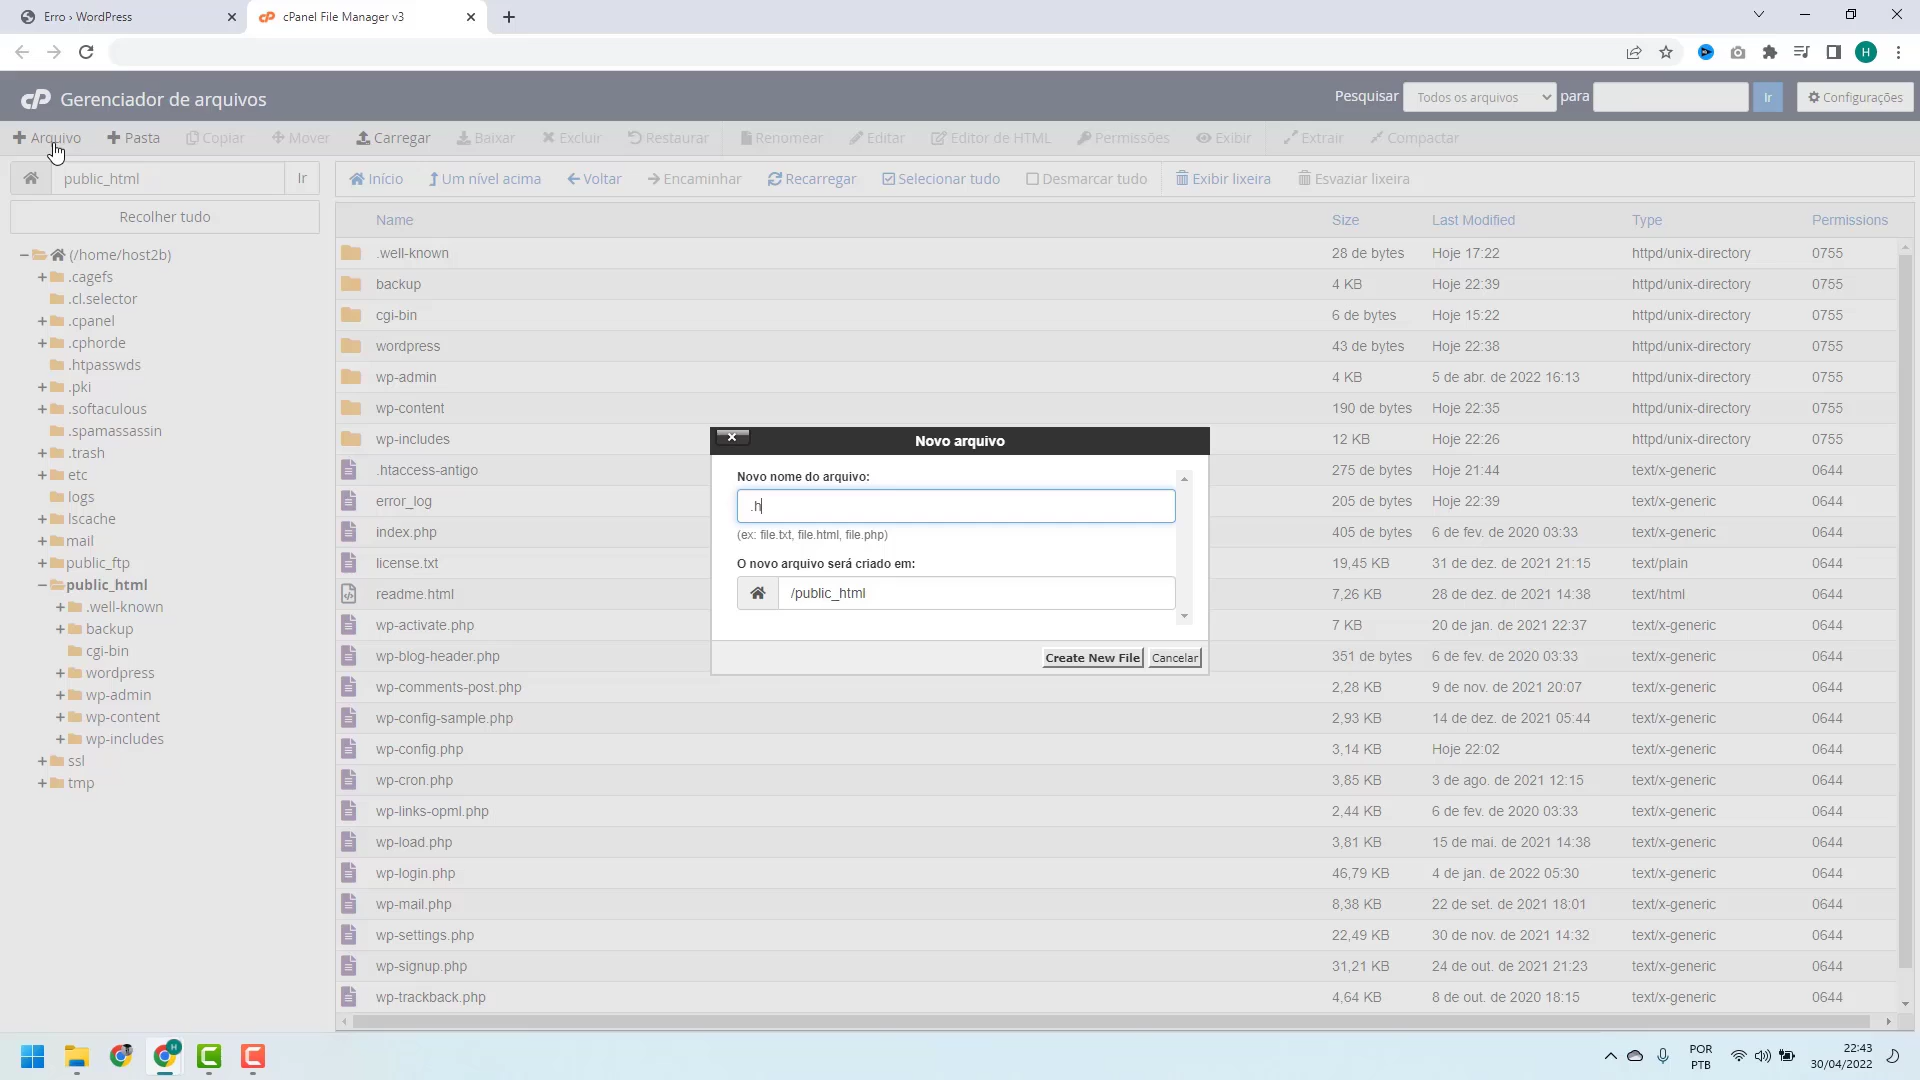 Erro › WordPress
cPanel File Manager v3
H
cP Gerenciador de arquivos
Pesquisar Todos os arquivos para Ir Configurações
Arquivo Pasta Copiar Mover Carregar Baixar Excluir Restaurar Renomear Editar Editor de HTML Permissões Exibir Extrair Compactar
public_html Ir
Início Um nível acima Voltar Encaminhar Recarregar Selecionar tudo Desmarcar tudo Exibir lixeira Esvaziar lixeira
Recolher tudo
(/home/host2b)
.cagefs
.cl.selector
.cpanel
.cphorde
.htpasswds
.pki
.softaculous
.spamassassin
.trash
etc
logs
lscache
mail
public_ftp
public_html
.well-known
backup
cgi-bin
wordpress
wp-admin
wp-content
wp-includes
ssl
tmp
Name Size Last Modified Type Permissions
.well-known 28 de bytes Hoje 17:22 httpd/unix-directory 0755
backup 4 KB Hoje 22:39 httpd/unix-directory 0755
cgi-bin 6 de bytes Hoje 15:22 httpd/unix-directory 0755
wordpress 43 de bytes Hoje 22:38 httpd/unix-directory 0755
wp-admin 4 KB 5 de abr. de 2022 16:13 httpd/unix-directory 0755
wp-content 190 de bytes Hoje 22:35 httpd/unix-directory 0755
wp-includes 12 KB Hoje 22:26 httpd/unix-directory 0755
.htaccess-antigo 275 de bytes Hoje 21:44 text/x-generic 0644
error_log 205 de bytes Hoje 22:39 text/x-generic 0644
index.php 405 de bytes 6 de fev. de 2020 03:33 text/x-generic 0644
license.txt 19,45 KB 31 de dez. de 2021 21:15 text/plain 0644
readme.html 7,26 KB 28 de dez. de 2021 14:38 text/html 0644
wp-activate.php 7 KB 20 de jan. de 2021 22:37 text/x-generic 0644
wp-blog-header.php 351 de bytes 6 de fev. de 2020 03:33 text/x-generic 0644
wp-comments-post.php 2,28 KB 9 de nov. de 2021 20:07 text/x-generic 0644
wp-config-sample.php 2,93 KB 14 de dez. de 2021 05:44 text/x-generic 0644
wp-config.php 3,14 KB Hoje 22:02 text/x-generic 0644
wp-cron.php 3,85 KB 3 de ago. de 2021 12:15 text/x-generic 0644
wp-links-opml.php 2,44 KB 6 de fev. de 2020 03:33 text/x-generic 0644
wp-load.php 3,81 KB 15 de mai. de 2021 14:38 text/x-generic 0644
wp-login.php 46,79 KB 4 de jan. de 2022 05:30 text/x-generic 0644
wp-mail.php 8,38 KB 22 de set. de 2021 18:01 text/x-generic 0644
wp-settings.php 22,49 KB 30 de nov. de 2021 14:32 text/x-generic 0644
wp-signup.php 31,21 KB 24 de out. de 2021 21:23 text/x-generic 0644
wp-trackback.php 4,64 KB 8 de out. de 2020 18:15 text/x-generic 0644
Novo arquivo
Novo nome do arquivo:
.h
(ex: file.txt, file.html, file.php)
O novo arquivo será criado em:
/public_html
Create New File Cancelar
H
POR
PTB
22:43
30/04/2022